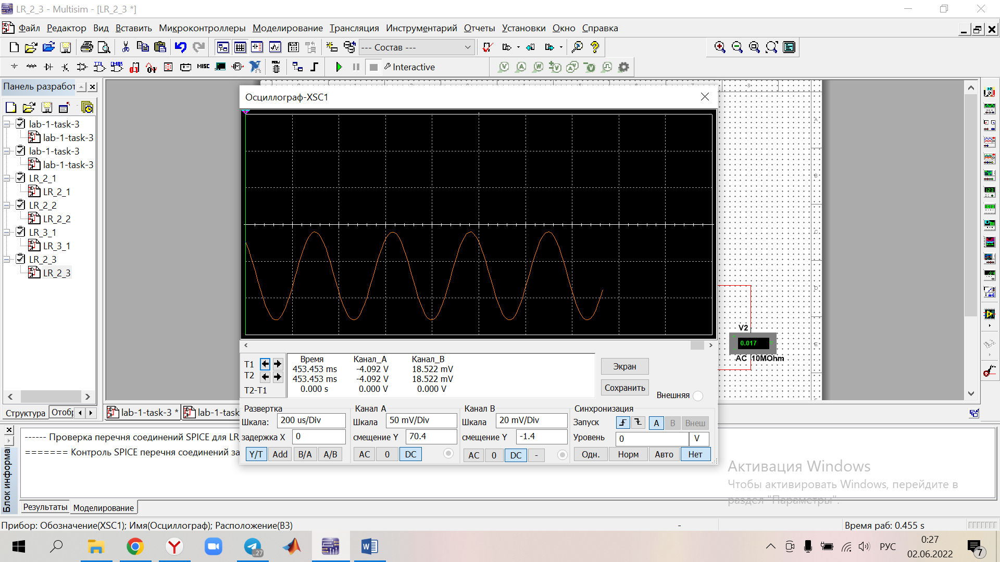 LR_2_3 - Multisim - [LR_2_3 *]
Файл Редактор Вид Вставить Микроконтроллеры Моделирование Трансляция Инструментарий Отчеты Установки Окно Справка
--- Состав ---
MISC Interactive
Панель разработ
Осциллограф-XSC1
lab-1-task-3
lab-1-task-3
lab-1-task-3
lab-1-task-3
LR_2_1
LR_2_1
LR_2_2
LR_2_2
LR_3_1
LR_3_1
LR_2_3
LR_2_3
V2
0.017
AC 10MOhm
Время Канал_A Канал_B
T1 453.453 ms -4.092 V 18.522 mV
T2 453.453 ms -4.092 V 18.522 mV
T2-T1 0.000 s 0.000 V 0.000 V
Экран
Сохранить
Внешняя
Развертка Канал A Канал B Синхронизация
Шкала: 200 us/Div Шкала 50 mV/Div Шкала 20 mV/Div Запуск A B Внеш
задержка X 0 смещение Y 70.4 смещение Y -1.4 Уровень 0 V
Y/T Add B/A A/B AC 0 DC AC 0 DC - Одн. Норм Авто Нет
Структура Отобр lab-1-task-3 * lab-1-task
------ Проверка перечня соединений SPICE для LR_
======= Контроль SPICE перечня соединений за
Блок информа
Результаты Моделирование
Активация Windows
Чтобы активировать Windows, перейдите в
раздел "Параметры".
Прибор: Обозначение(XSC1); Имя(Осциллограф); Расположение(B3) - Время раб: 0.455 s
..27
РУС
0:27
02.06.2022
7